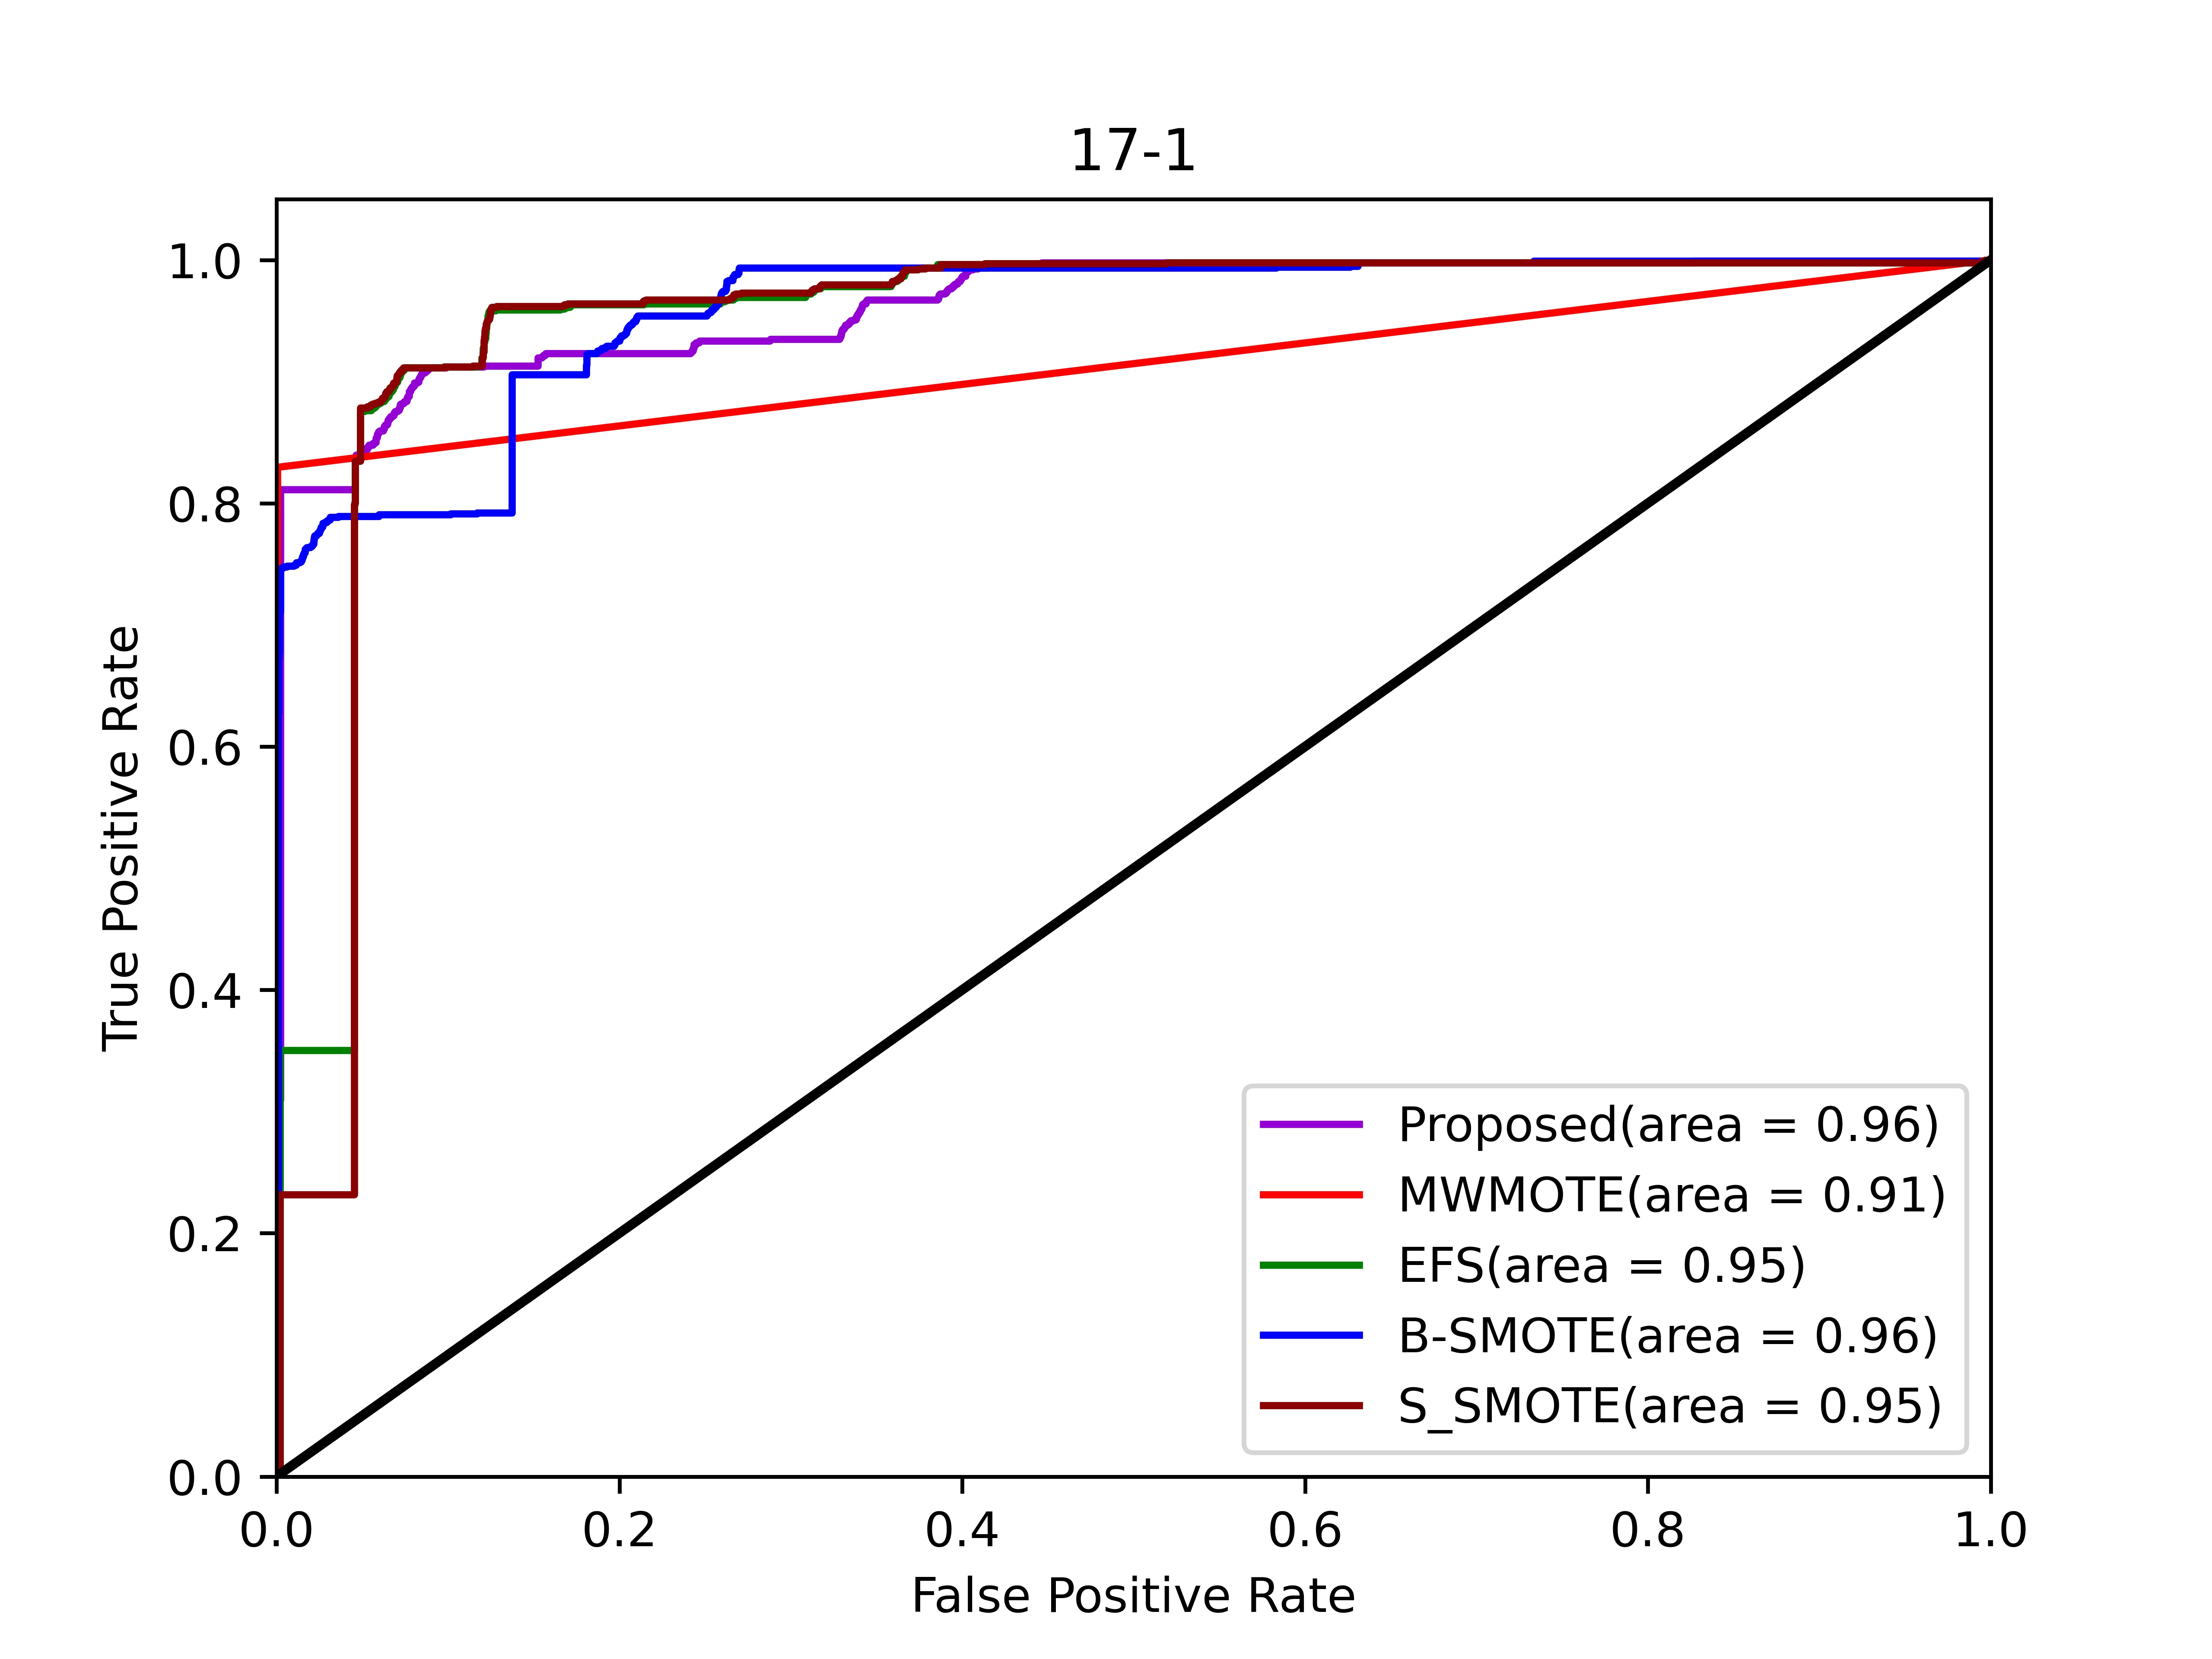 17-1
True Positive Rate
1.0
0.8
0.6
0.4
0.2
0.0
0.0 0.2 0.4 0.6 0.8 1.0
False Positive Rate
Proposed(area = 0.96)
MWMOTE(area = 0.91)
EFS(area = 0.95)
B-SMOTE(area = 0.96)
S_SMOTE(area = 0.95)